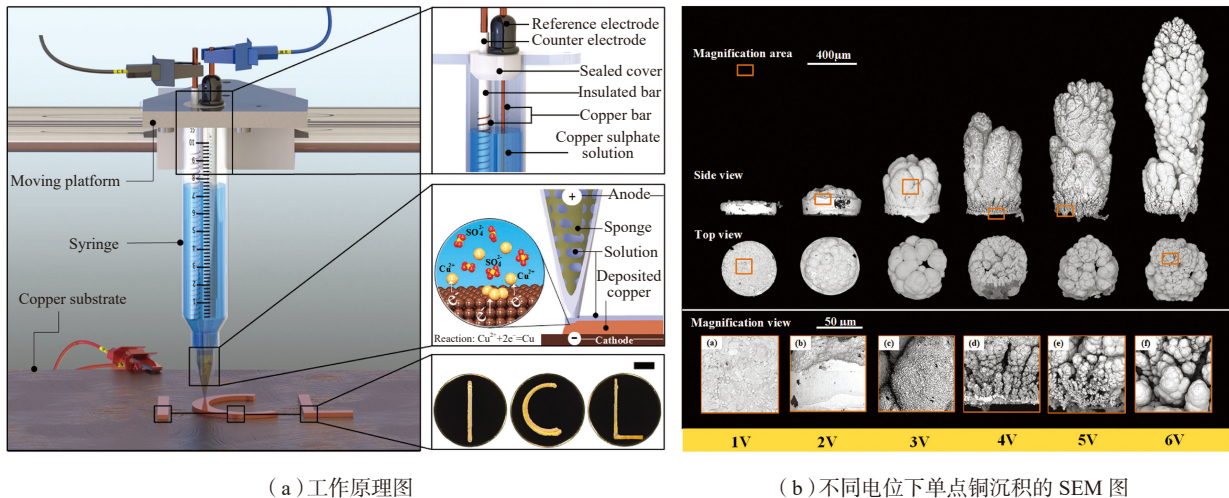 Reference electrode
Counter electrode
Sealed cover
Insulated bar
Copper bar
Copper sulphate
solution
Moving platform
Syringe
Copper substrate
+
Anode
Sponge
Solution
Deposited
copper
SO₄²⁻
SO₄²⁻
Cu²⁺
Cu²⁺
e⁻
e⁻
e⁻
−
Cathode
Reaction: Cu²⁺+2e⁻=Cu
I C L
(a)工作原理图
Magnification area
400μm
Side view
Top view
Magnification view
50 μm
(a) (b) (c) (d) (e) (f)
1V 2V 3V 4V 5V 6V
(b)不同电位下单点铜沉积的 SEM 图